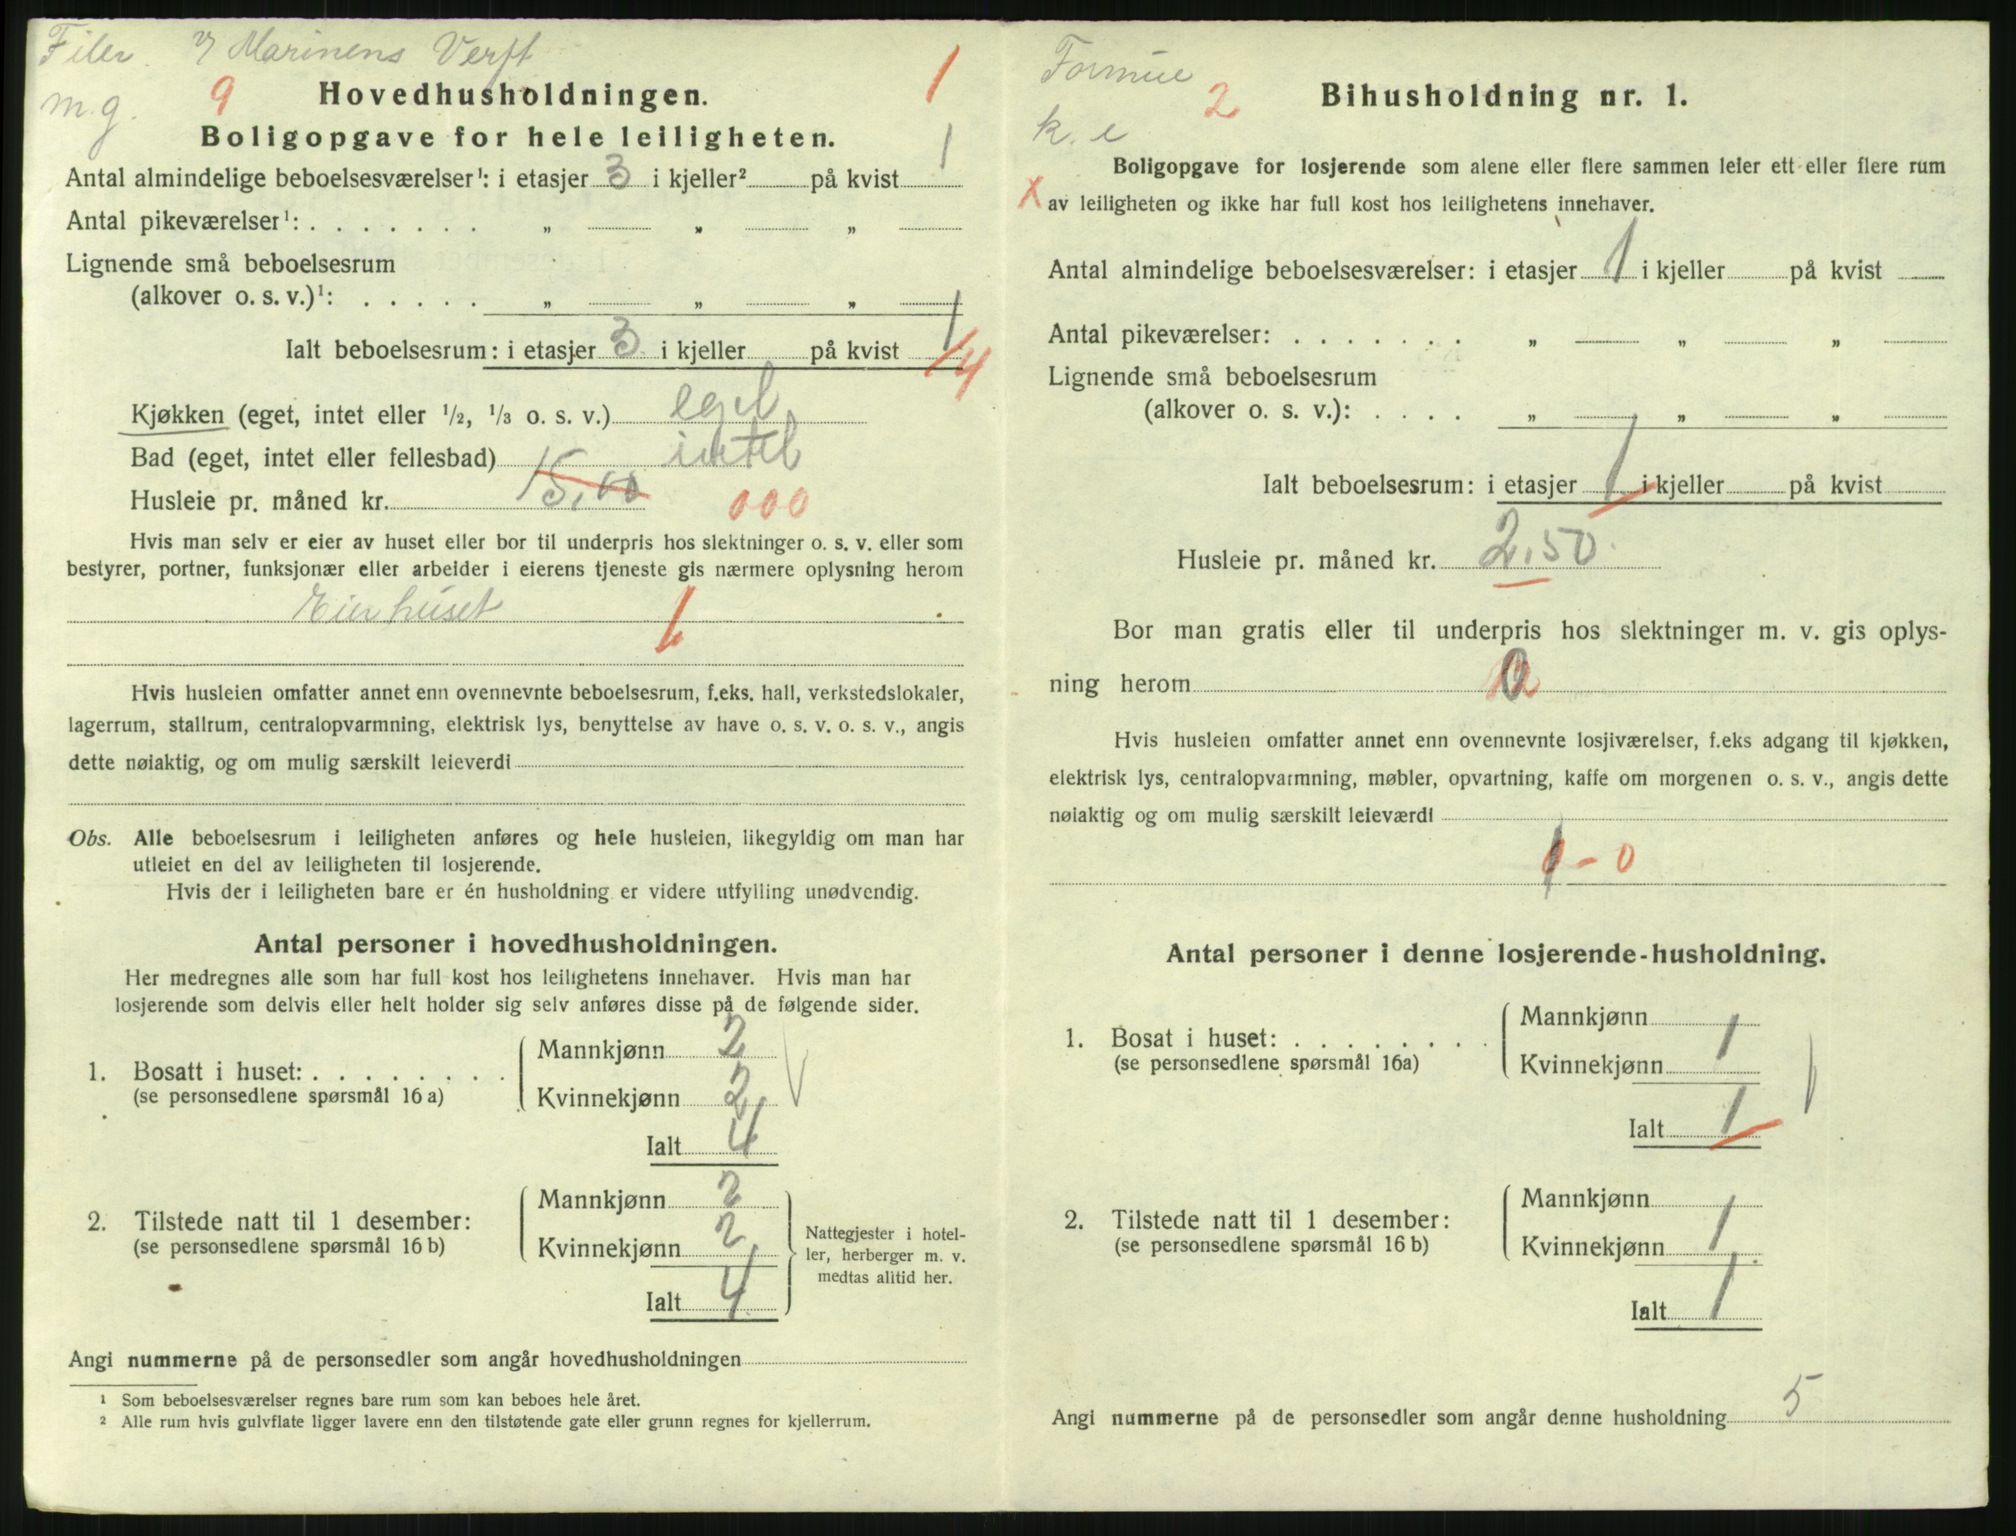 Filer. v/ Marinens Verft
m.g. 9 Hovedhusholdningen. 1
Boligopgave for hele leiligheten.
Antal almindelige beboelsesværelser¹: i etasjer 3 i kjeller² på kvist 1
Antal pikeværelser¹: . . . . . . . „ „ „
Lignende små beboelsesrum
(alkover o. s. v.)¹: . . . . . „ „ „
Ialt beboelsesrum: i etasjer 3 i kjeller på kvist 1
4
Kjøkken (eget, intet eller 1/2, 1/3 o. s. v.) eget
Bad (eget, intet eller fellesbad) intet
Husleie pr. måned kr. 15,00 000
Hvis man selv er eier av huset eller bor til underpris hos slektninger o. s. v. eller som
bestyrer, portner, funksjonær eller arbeider i eierens tjeneste gis nærmere oplysning herom
Eier huset 1
Hvis husleien omfatter annet enn ovennevnte beboelsesrum, f.eks. hall, verkstedslokaler,
lagerrum, stallrum, centralopvarmning, elektrisk lys, benyttelse av have o. s. v. o. s. v., angis
dette nøiaktig, og om mulig særskilt leieverdi
Obs. Alle beboelsesrum i leiligheten anføres og hele husleien, likegyldig om man har
utleiet en del av leiligheten til losjerende.
Hvis der i leiligheten bare er én husholdning er videre utfylling unødvendig.
Antal personer i hovedhusholdningen.
Her medregnes alle som har full kost hos leilighetens innehaver. Hvis man har
losjerende som delvis eller helt holder sig selv anføres disse på de følgende sider.
1. Bosatt i huset: . . . . . . . .
(se personsedlene spørsmål 16 a)
Mannkjønn 2
Kvinnekjønn 2
Ialt 4
2. Tilstede natt til 1 desember:
(se personsedlene spørsmål 16 b)
Mannkjønn 2
Kvinnekjønn 2
Ialt 4
Nattegjester i hotel-
ler, herberger m. v.
medtas alltid her.
Angi nummerne på de personsedler som angår hovedhusholdningen
¹ Som beboelsesværelser regnes bare rum som kan beboes hele året.
² Alle rum hvis gulvflate ligger lavere enn den tilstøtende gate eller grunn regnes for kjellerrum.
Formue
k. e 2 Bihusholdning nr. 1.
Boligopgave for losjerende som alene eller flere sammen leier ett eller flere rum
x av leiligheten og ikke har full kost hos leilighetens innehaver.
Antal almindelige beboelsesværelser: i etasjer 1 i kjeller på kvist
Antal pikeværelser: . . . . . . . „ „ „
Lignende små beboelsesrum
(alkover o. s. v.): . . . . „ „ „
Ialt beboelsesrum: i etasjer 1 i kjeller på kvist
Husleie pr. måned kr. 2,50
Bor man gratis eller til underpris hos slektninger m. v. gis oplys-
ning herom 0
Hvis husleien omfatter annet enn ovennevnte losjiværelser, f.eks adgang til kjøkken,
elektrisk lys, centralopvarmning, møbler, opvartning, kaffe om morgenen o. s. v., angis dette
nøiaktig og om mulig særskilt leieværdi
- 0
Antal personer i denne losjerende-husholdning.
1. Bosat i huset: . . . . . . . .
(se personsedlene spørsmål 16a)
Mannkjønn
Kvinnekjønn 1
Ialt 1
2. Tilstede natt til 1 desember:
(se personsedlene spørsmål 16 b)
Mannkjønn
Kvinnekjønn 1
Ialt 1
Angi nummerne på de personsedler som angår denne husholdning 5